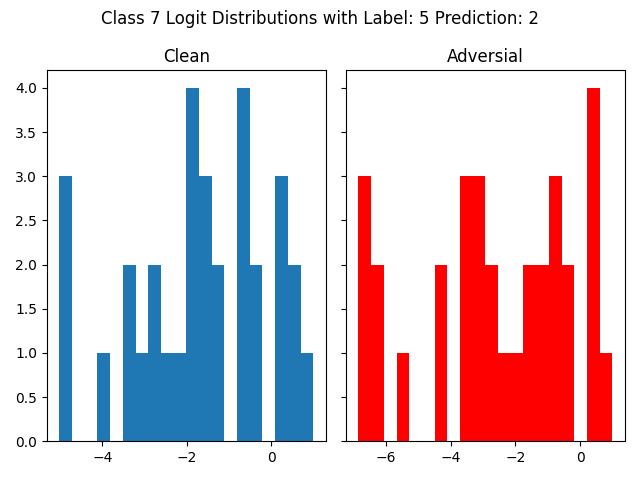 Class 7 Logit Distributions with Label: 5 Prediction: 2
Clean
Adversial
4.0
3.5
3.0
2.5
2.0
1.5
1.0
0.5
0.0
−4 −2 0
−6 −4 −2 0